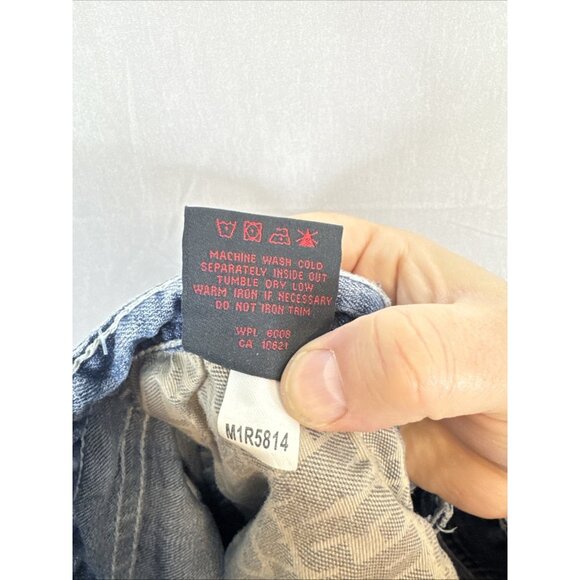 MACHINE WASH COLD
SEPARATELY INSIDE OUT
TUMBLE DRY LOW
WARM IRON IF NECESSARY
DO NOT IRON TRIM
WPL 6008
CA 10621
M1R5814